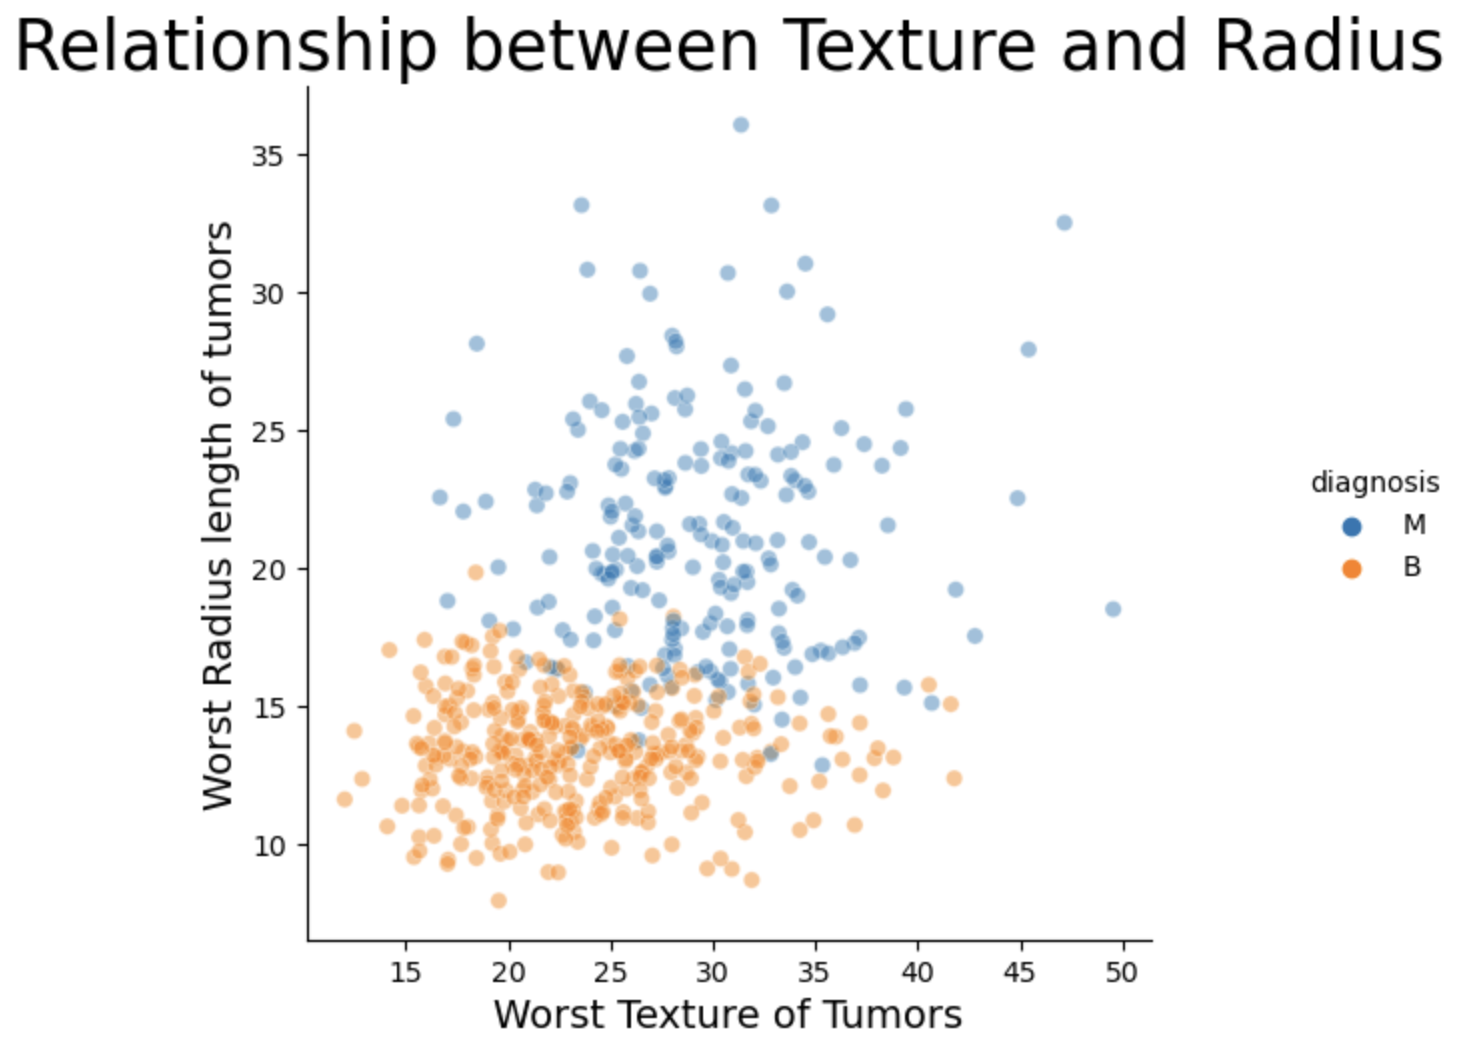 Relationship between Texture and Radius
Worst Radius length of tumors
35
30
25
20
15
10
15 20 25 30 35 40 45 50
Worst Texture of Tumors
diagnosis
M
B